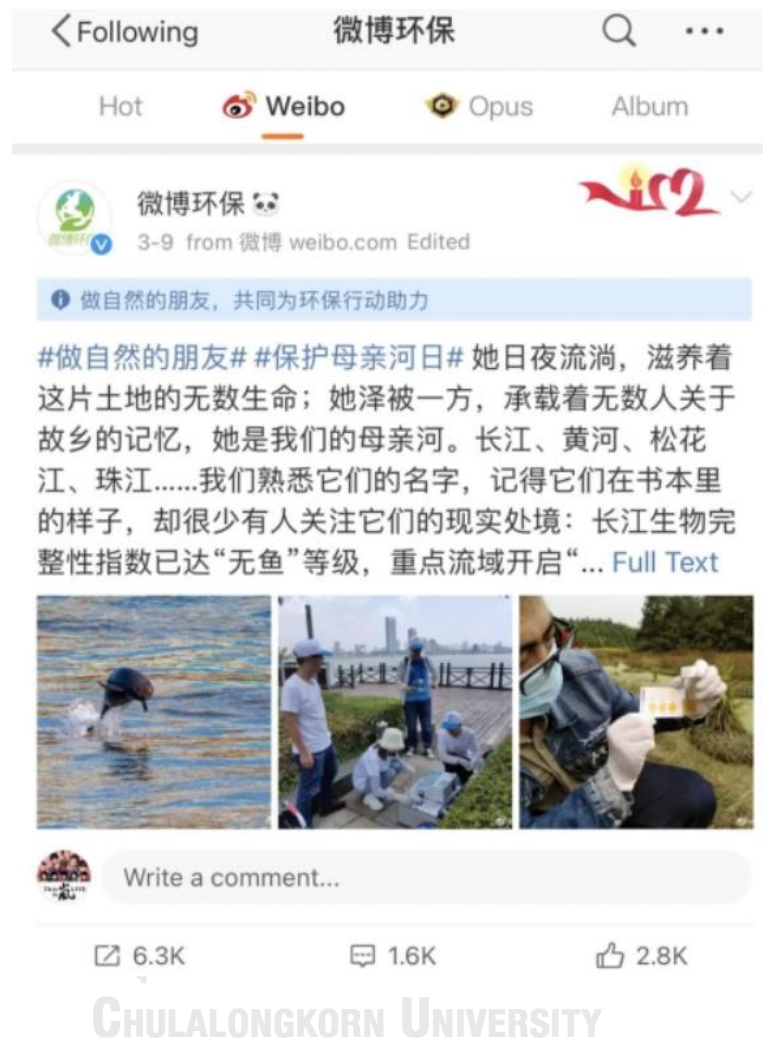 Following
微博环保
Hot
Weibo
Opus
Album
微博环保
3-9 from 微博 weibo.com Edited
做自然的朋友，共同为环保行动助力
#做自然的朋友# #保护母亲河日# 她日夜流淌，滋养着
这片土地的无数生命；她泽被一方，承载着无数人关于
故乡的记忆，她是我们的母亲河。长江、黄河、松花
江、珠江......我们熟悉它们的名字，记得它们在书本里
的样子，却很少有人关注它们的现实处境：长江生物完
整性指数已达“无鱼”等级，重点流域开启“... Full Text
Write a comment...
6.3K
1.6K
2.8K
CHULALONGKORN UNIVERSITY